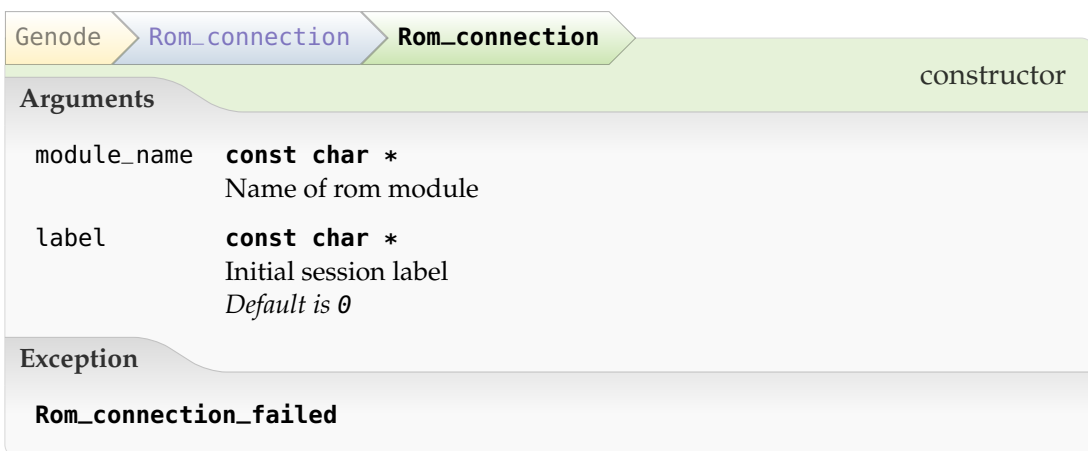 Genode Rom_connection Rom_connection
constructor
Arguments
module_name const char *
Name of rom module
label const char *
Initial session label
Default is 0
Exception
Rom_connection_failed